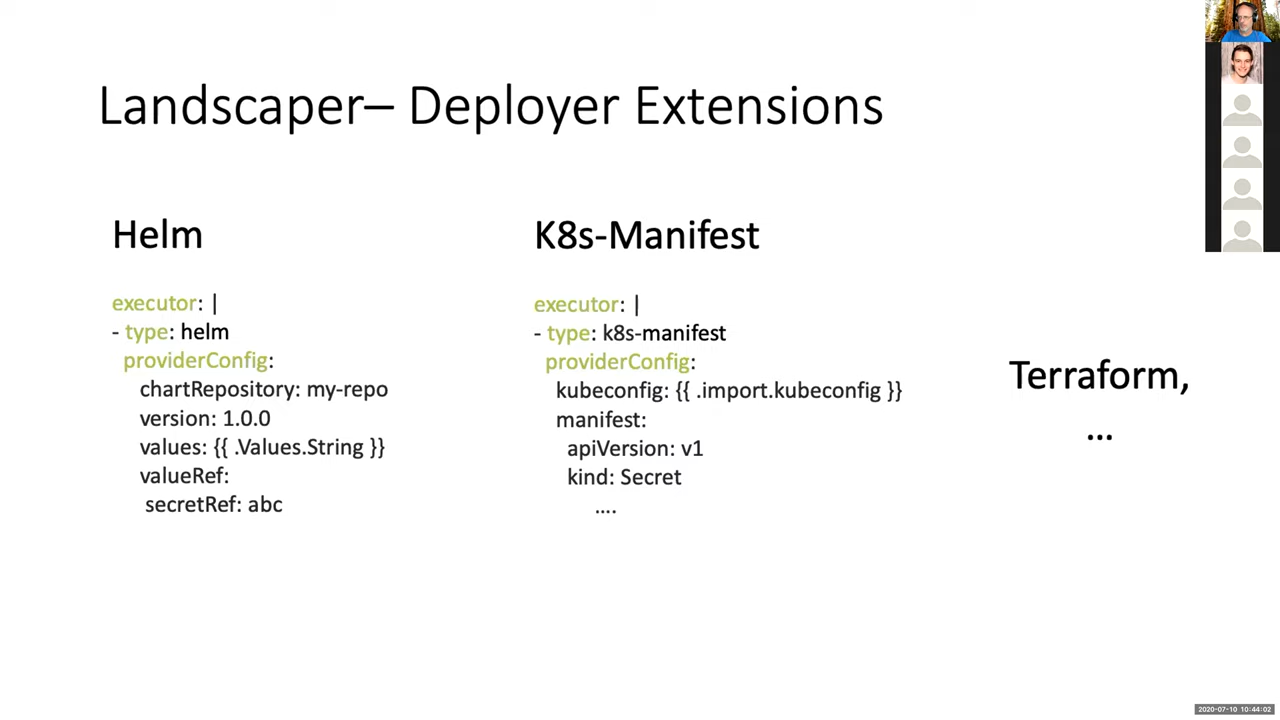 Landscaper– Deployer Extensions
Helm
executor: |
- type: helm
providerConfig:
chartRepository: my-repo
version: 1.0.0
values: {{ .Values.String }}
valueRef:
secretRef: abc
K8s-Manifest
executor: |
- type: k8s-manifest
providerConfig:
kubeconfig: {{ .import.kubeconfig }}
manifest:
apiVersion: v1
kind: Secret
....
Terraform,
...
2020-07-10 10:44:02